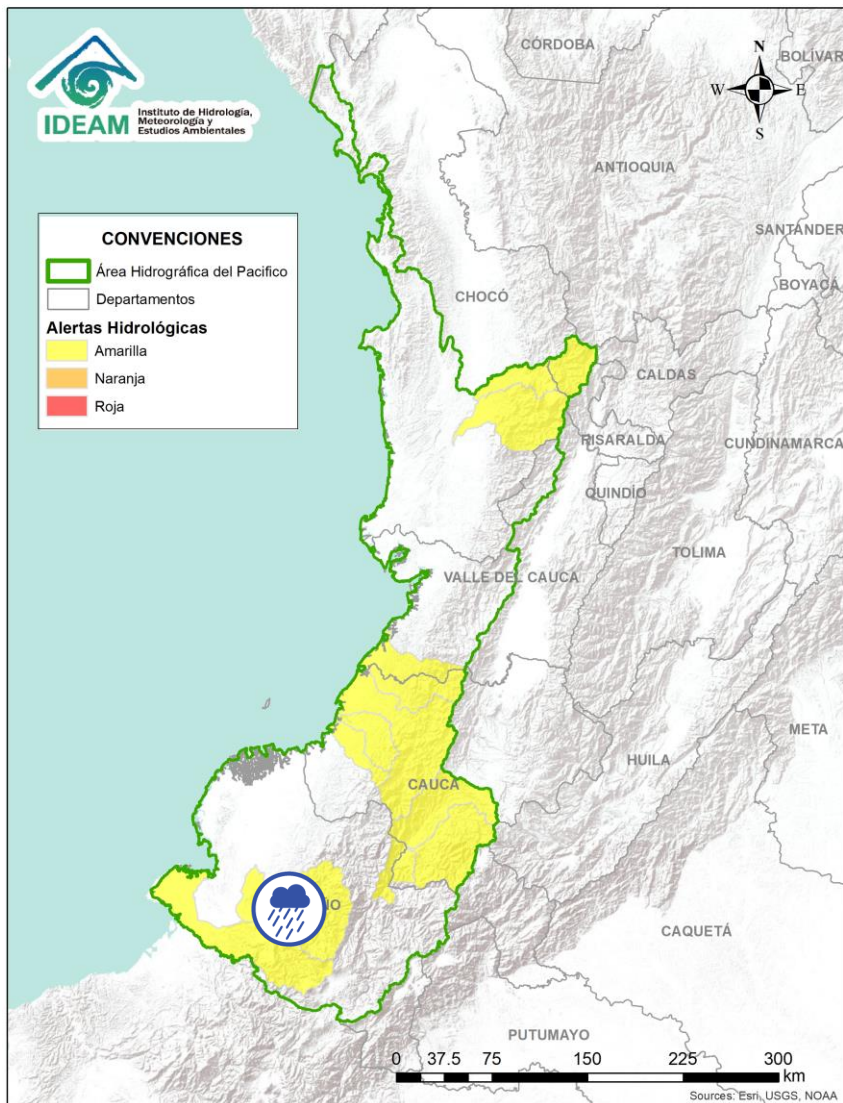 CÓRDOBA
BOLÍVAR
IDEAM
Instituto de Hidrología,
Meteorología y
Estudios Ambientales
N
W E
S
ANTIOQUIA
CONVENCIONES
Área Hidrográfica del Pacifico
Departamentos
Alertas Hidrológicas
Amarilla
Naranja
Roja
SANTANDER
BOYACÁ
CHOCÓ
CALDAS
RISARALDA
CUNDINAMARCA
QUINDÍO
TOLIMA
VALLE DEL CAUCA
META
HUILA
CAUCA
NO
CAQUETÁ
PUTUMAYO
0 37.5 75 150 225 300
km
Sources: Esri, USGS, NOAA